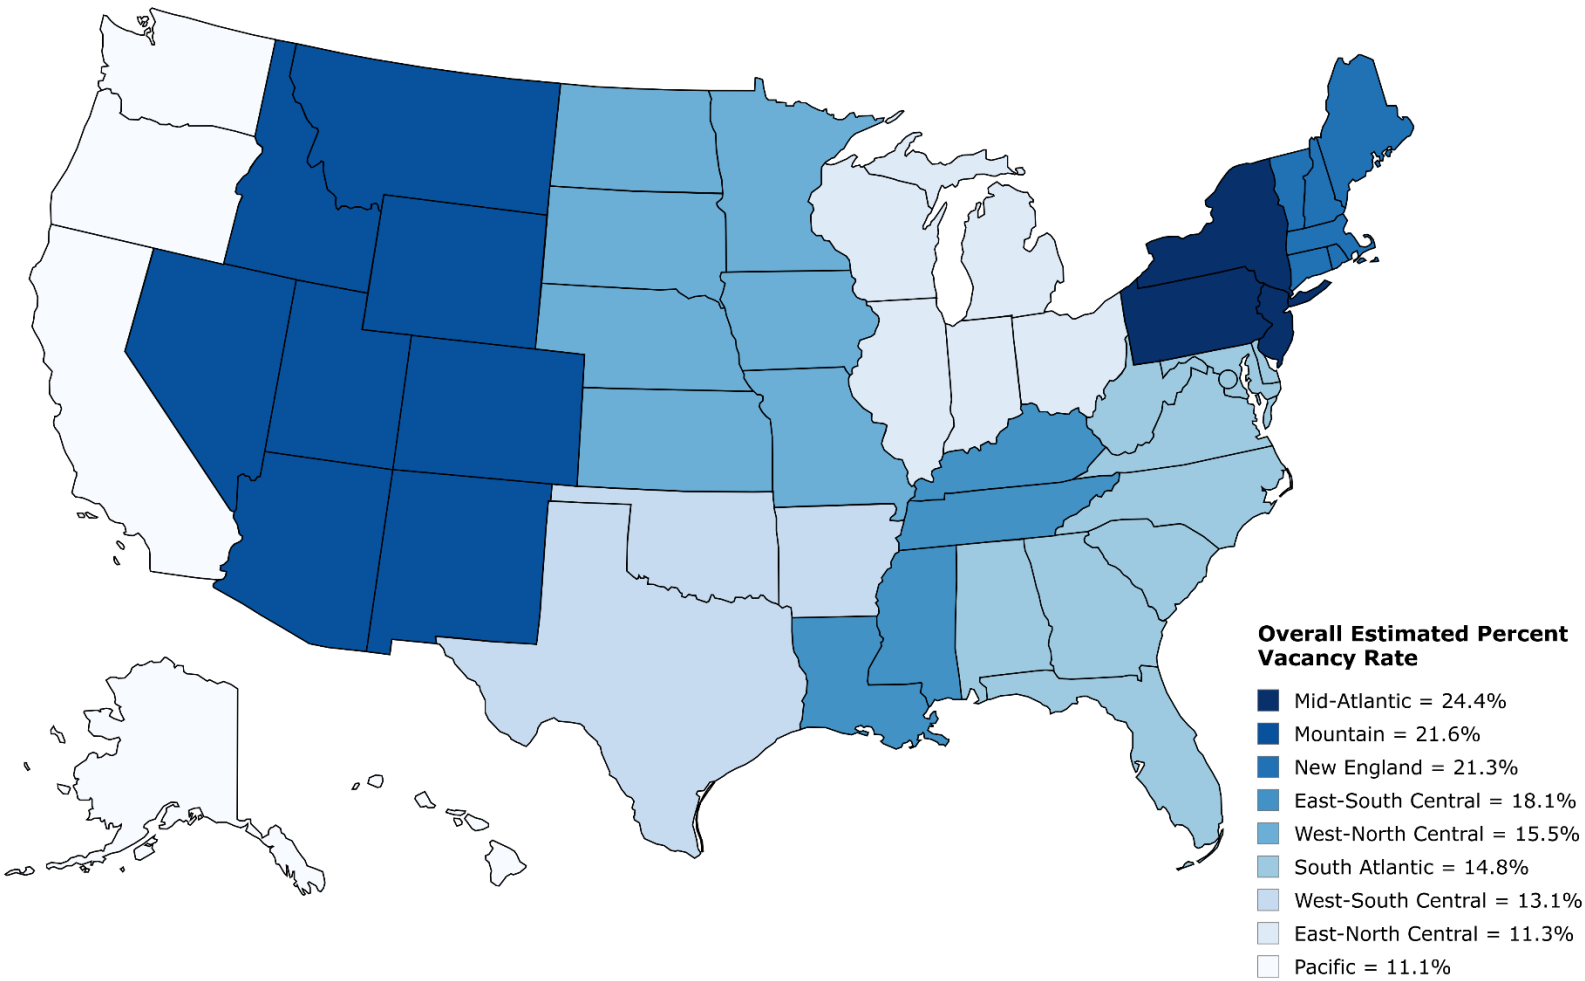 Overall Estimated Percent
Vacancy Rate
Mid-Atlantic = 24.4%
Mountain = 21.6%
New England = 21.3%
East-South Central = 18.1%
West-North Central = 15.5%
South Atlantic = 14.8%
West-South Central = 13.1%
East-North Central = 11.3%
Pacific = 11.1%